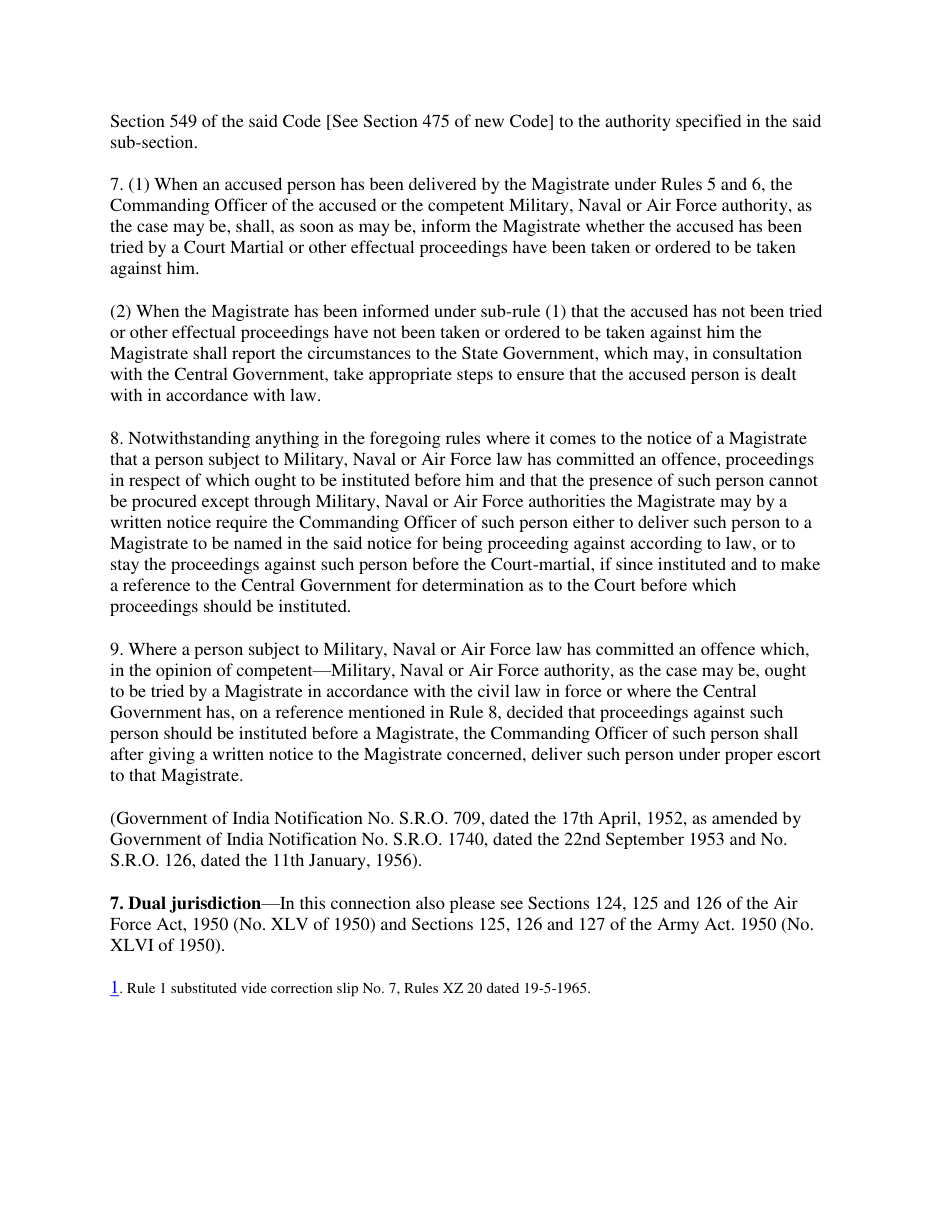 Section 549 of the said Code [See Section 475 of new Code] to the authority specified in the said
sub-section.
7. (1) When an accused person has been delivered by the Magistrate under Rules 5 and 6, the
Commanding Officer of the accused or the competent Military, Naval or Air Force authority, as
the case may be, shall, as soon as may be, inform the Magistrate whether the accused has been
tried by a Court Martial or other effectual proceedings have been taken or ordered to be taken
against him.
(2) When the Magistrate has been informed under sub-rule (1) that the accused has not been tried
or other effectual proceedings have not been taken or ordered to be taken against him the
Magistrate shall report the circumstances to the State Government, which may, in consultation
with the Central Government, take appropriate steps to ensure that the accused person is dealt
with in accordance with law.
8. Notwithstanding anything in the foregoing rules where it comes to the notice of a Magistrate
that a person subject to Military, Naval or Air Force law has committed an offence, proceedings
in respect of which ought to be instituted before him and that the presence of such person cannot
be procured except through Military, Naval or Air Force authorities the Magistrate may by a
written notice require the Commanding Officer of such person either to deliver such person to a
Magistrate to be named in the said notice for being proceeding against according to law, or to
stay the proceedings against such person before the Court-martial, if since instituted and to make
a reference to the Central Government for determination as to the Court before which
proceedings should be instituted.
9. Where a person subject to Military, Naval or Air Force law has committed an offence which,
in the opinion of competent—Military, Naval or Air Force authority, as the case may be, ought
to be tried by a Magistrate in accordance with the civil law in force or where the Central
Government has, on a reference mentioned in Rule 8, decided that proceedings against such
person should be instituted before a Magistrate, the Commanding Officer of such person shall
after giving a written notice to the Magistrate concerned, deliver such person under proper escort
to that Magistrate.
(Government of India Notification No. S.R.O. 709, dated the 17th April, 1952, as amended by
Government of India Notification No. S.R.O. 1740, dated the 22nd September 1953 and No.
S.R.O. 126, dated the 11th January, 1956).
7. Dual jurisdiction—In this connection also please see Sections 124, 125 and 126 of the Air
Force Act, 1950 (No. XLV of 1950) and Sections 125, 126 and 127 of the Army Act. 1950 (No.
XLVI of 1950).
1. Rule 1 substituted vide correction slip No. 7, Rules XZ 20 dated 19-5-1965.